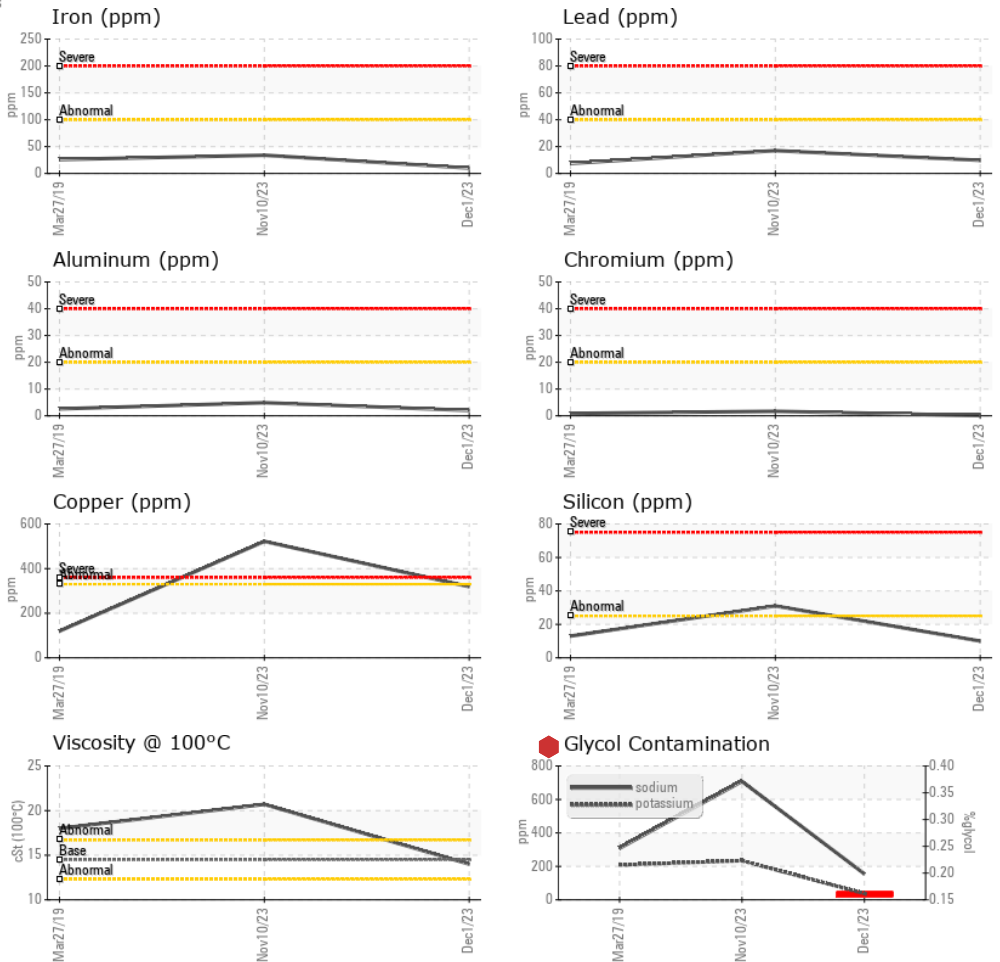 Iron (ppm)
250
200
150
100
50
0
ppm
Severe
Abnormal
Mar27/19
Nov10/23
Dec1/23
Lead (ppm)
100
80
60
40
20
0
ppm
Severe
Abnormal
Mar27/19
Nov10/23
Dec1/23
Aluminum (ppm)
50
40
30
20
10
0
ppm
Severe
Abnormal
Mar27/19
Nov10/23
Dec1/23
Chromium (ppm)
50
40
30
20
10
0
ppm
Severe
Abnormal
Mar27/19
Nov10/23
Dec1/23
Copper (ppm)
600
400
200
0
ppm
Severe
Abnormal
Mar27/19
Nov10/23
Dec1/23
Silicon (ppm)
80
60
40
20
0
ppm
Severe
Abnormal
Mar27/19
Nov10/23
Dec1/23
Viscosity @ 100°C
25
20
15
10
cSt (100°C)
Abnormal
Base
Abnormal
Mar27/19
Nov10/23
Dec1/23
Glycol Contamination
800
600
400
200
0
ppm
sodium
potassium
0.40
0.35
0.30
0.25
0.20
0.15
%glycol
Mar27/19
Nov10/23
Dec1/23